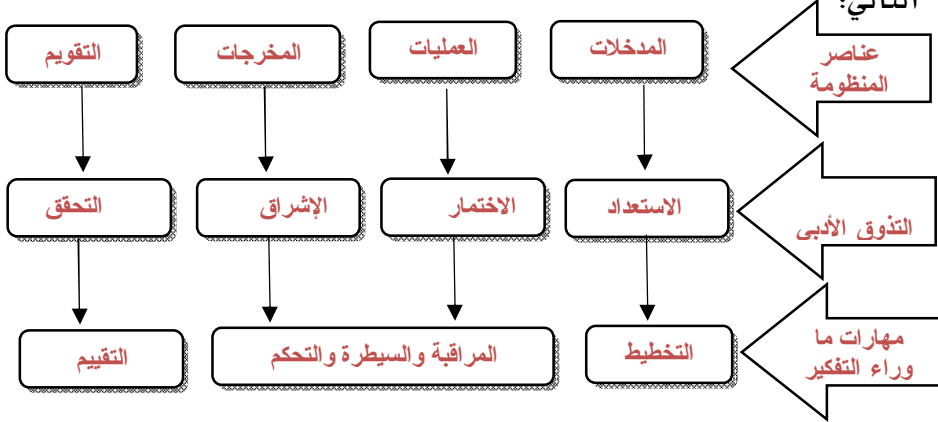 التالي:
عناصر
المنظومة
المدخلات
العمليات
المخرجات
التقويم
التذوق الأدبى
الاستعداد
الاختمار
الإشراق
التحقق
مهارات ما
وراء التفكير
التخطيط
المراقبة والسيطرة والتحكم
التقييم